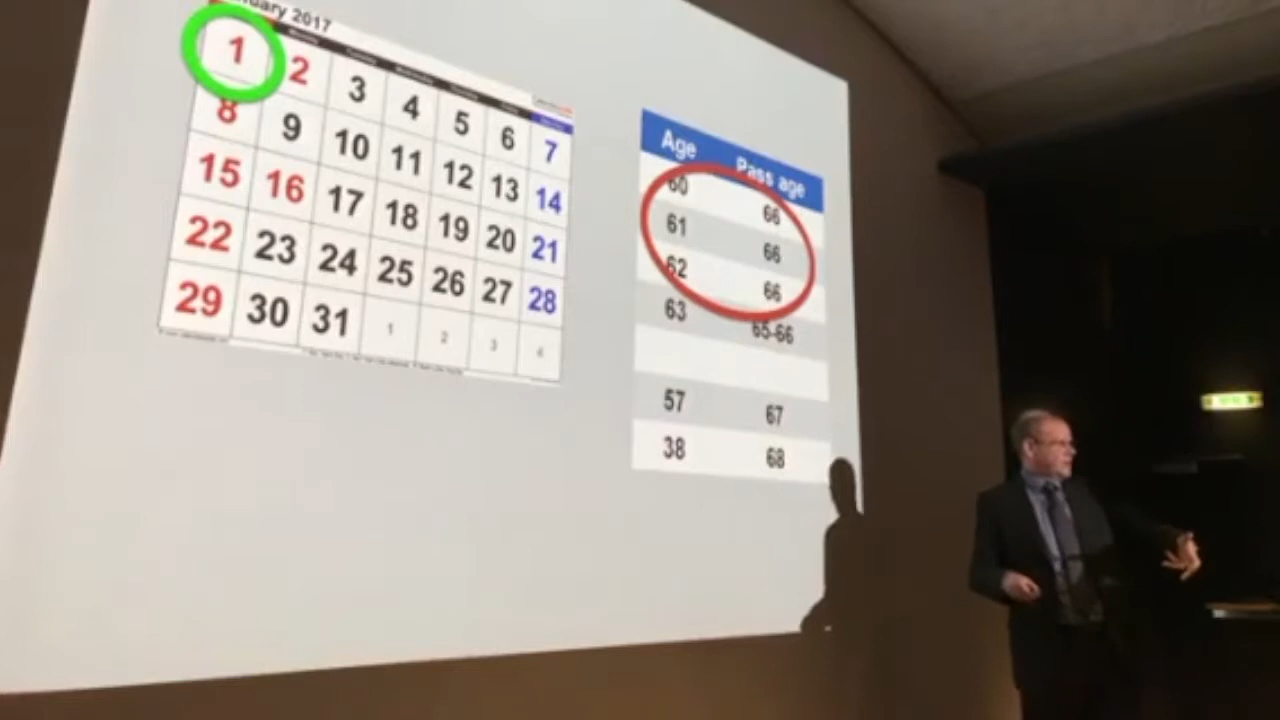 nuary 2017
1 2 3 4 5 6 7
8 9 10 11 12 13 14
15 16 17 18 19 20 21
22 23 24 25 26 27 28
29 30 31 1 2 3 4
Age Pass age
60 66
61 66
62 66
63 65-66
57 67
38 68